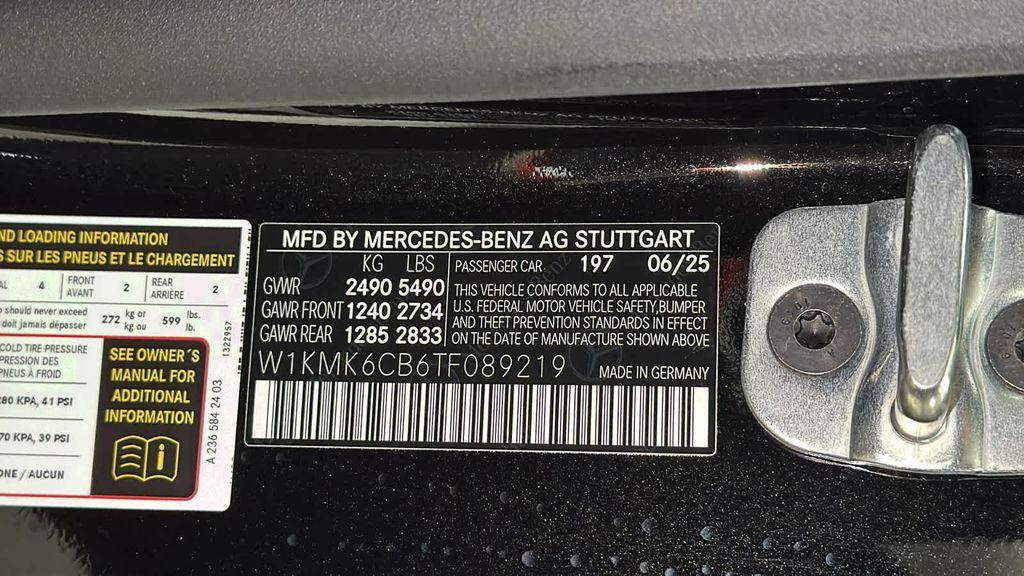 ND LOADING INFORMATION
S SUR LES PNEUS ET LE CHARGEMENT
AL 4 FRONT AVANT 2 REAR ARRIÈRE 2
o should never exceed
doit jamais dépasser 272 kg or kg ou 599 lbs. lb.
COLD TIRE PRESSURE
PRESSION DES
À FROID
280 KPA, 41 PSI
70 KPA, 39 PSI
ONE / AUCUN
SEE OWNER´S
MANUAL FOR
ADDITIONAL
INFORMATION
1322957
A 236 584 24 03
MFD BY MERCEDES-BENZ AG STUTTGART
KG LBS
GVWR 2490 5490
GAWR FRONT 1240 2734
GAWR REAR 1285 2833
PASSENGER CAR 197 06/25
THIS VEHICLE CONFORMS TO ALL APPLICABLE
U.S. FEDERAL MOTOR VEHICLE SAFETY,BUMPER
AND THEFT PREVENTION STANDARDS IN EFFECT
ON THE DATE OF MANUFACTURE SHOWN ABOVE
W1KMK6CB6TF089219 MADE IN GERMANY